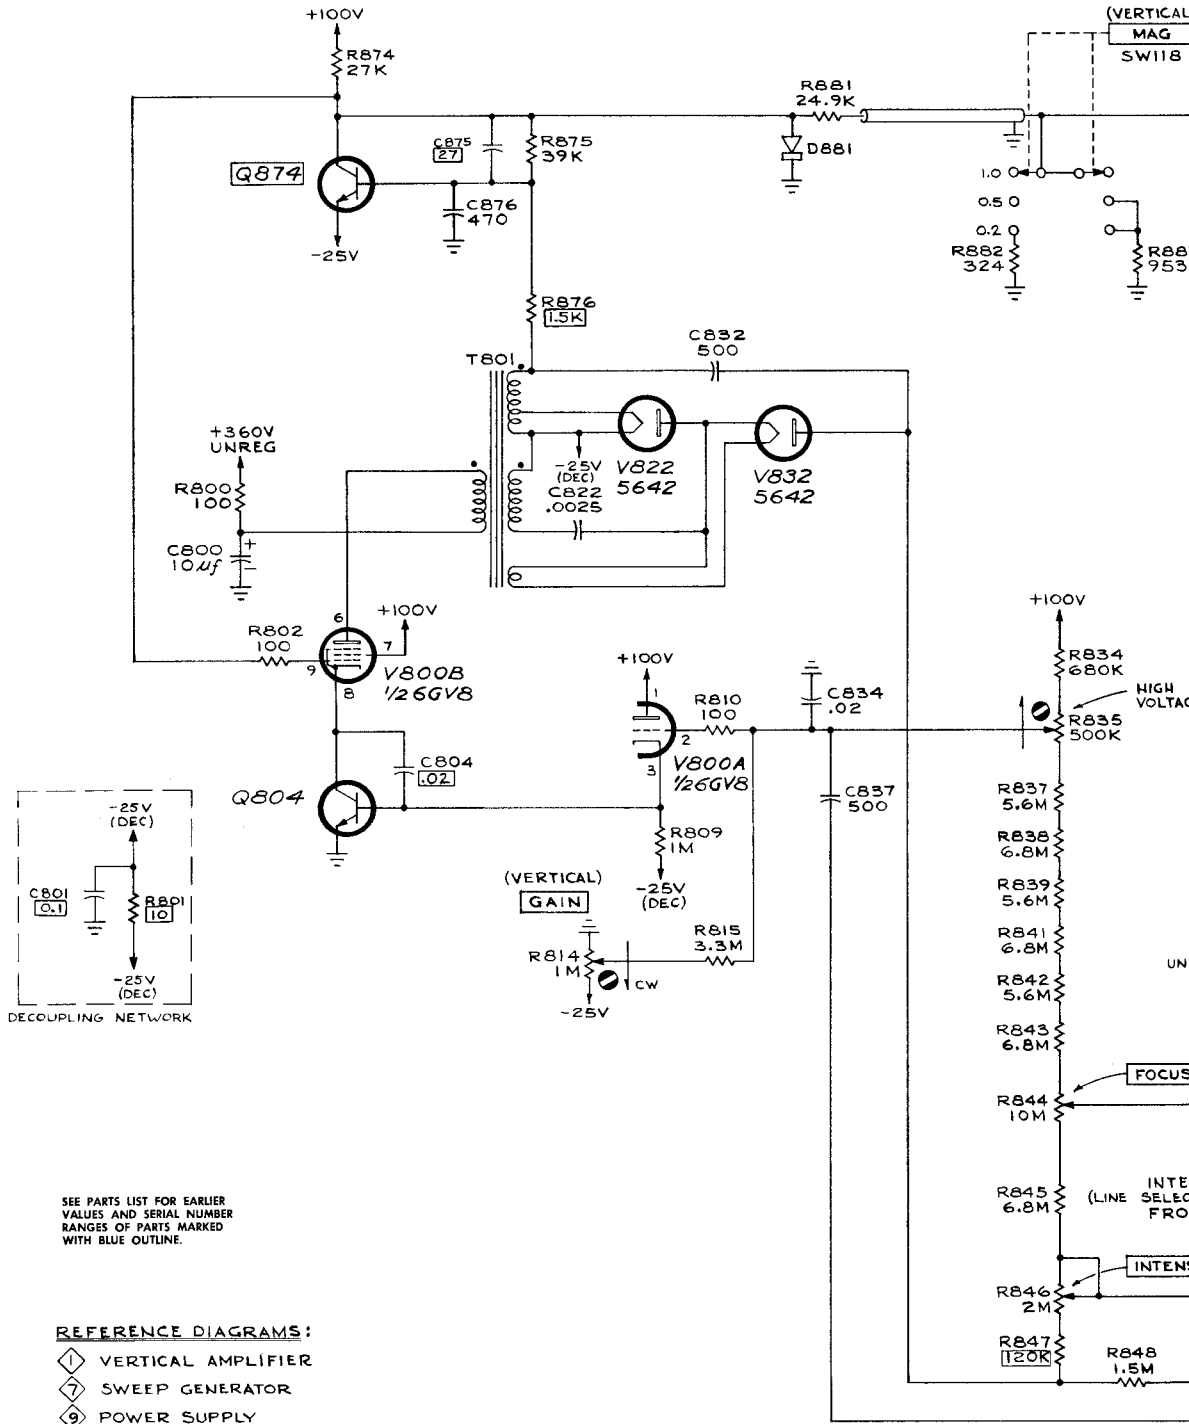 +100V
R874
27K
(VERTICAL
MAG
SW118
R881
24.9K
C875
27
R875
39K
D881
Q874
C876
470
-25V
1.0
0.5
0.2
R882
324
R88
953
R876
1.5K
C832
500
T801
+360V
UNREG
R800
100
C800
10µf
+
-
-25V
(DEC)
C822
.0025
V822
5642
V832
5642
6
+100V
R802
100
7
9
8
V800B
1/2 6GV8
+100V
1
R810
100
2
3
V800A
1/2 6GV8
C834
.02
+100V
R834
680K
HIGH
VOLTAG
R835
500K
Q804
C804
.02
R809
1M
-25V
(DEC)
C837
500
R837
5.6M
R838
6.8M
R839
5.6M
R841
6.8M
R842
5.6M
R843
6.8M
UN
-25V
(DEC)
C801
0.1
R801
10
-25V
(DEC)
DECOUPLING NETWORK
(VERTICAL)
GAIN
R814
1M
CW
-25V
R815
3.3M
FOCUS
R844
10M
R845
6.8M
INTE
(LINE SELEC
FRO
INTENS
R846
2M
R847
120K
R848
1.5M
SEE PARTS LIST FOR EARLIER
VALUES AND SERIAL NUMBER
RANGES OF PARTS MARKED
WITH BLUE OUTLINE.
REFERENCE DIAGRAMS:
1 VERTICAL AMPLIFIER
7 SWEEP GENERATOR
9 POWER SUPPLY